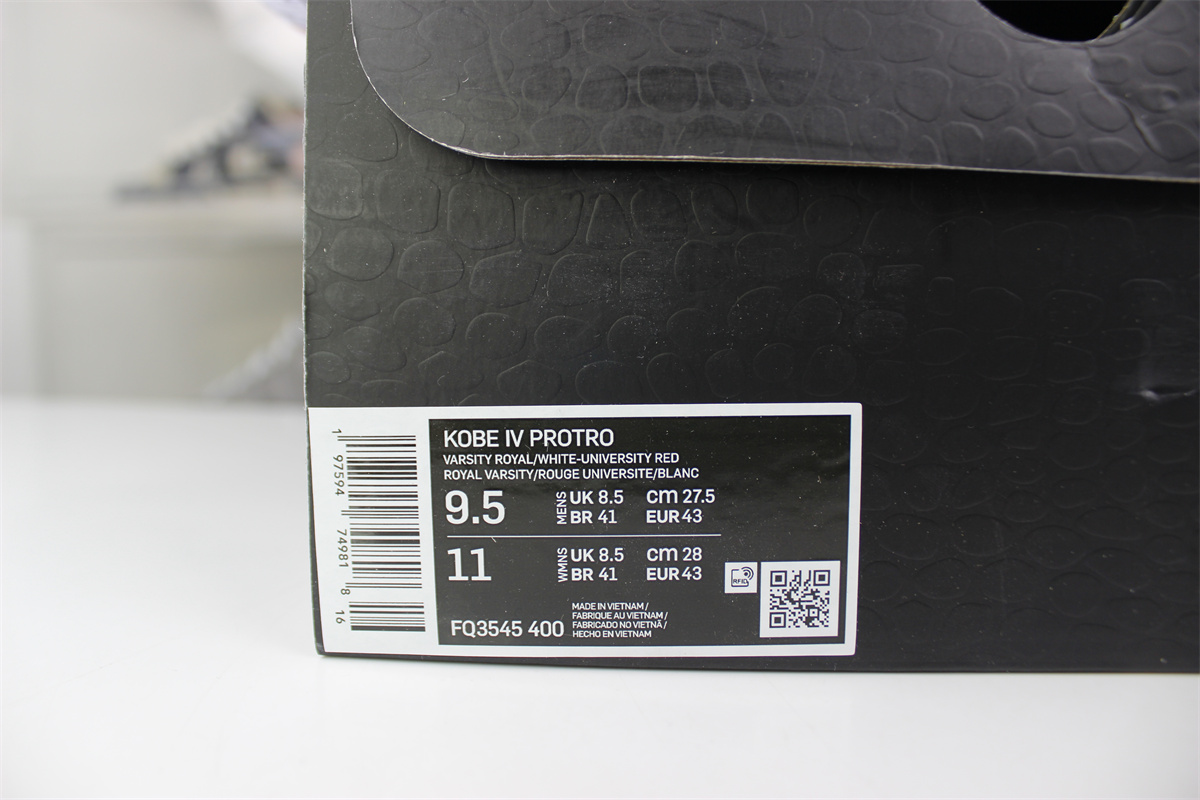 KOBE IV PROTRO
VARSITY ROYAL/WHITE-UNIVERSITY RED
ROYAL VARSITY/ROUGE UNIVERSITE/BLANC
9.5 MENS UK 8.5 CM 27.5
BR 41 EUR 43
11 WMNS UK 8.5 CM 28
BR 41 EUR 43
RFID
FQ3545 400
MADE IN VIETNAM /
FABRIQUE AU VIETNAM /
FABRICADO NO VIETNÃ /
HECHO EN VIETNAM
1 97594 74981 8 16